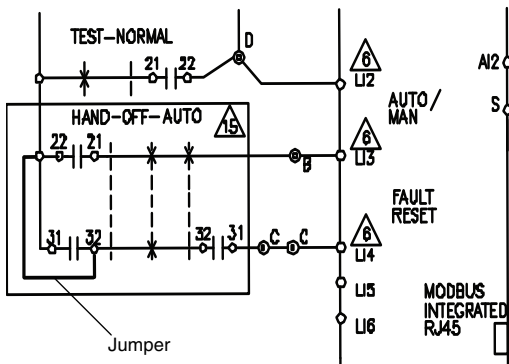 TEST-NORMAL
D
21 22
6
LI2
AI2
AUTO/
MAN
S
HAND-OFF-AUTO
15
6
22 21
B
LI3
FAULT
RESET
6
31 32
32 31
C C
LI4
LI5
LI6
MODBUS
INTEGRATED
RJ45
Jumper